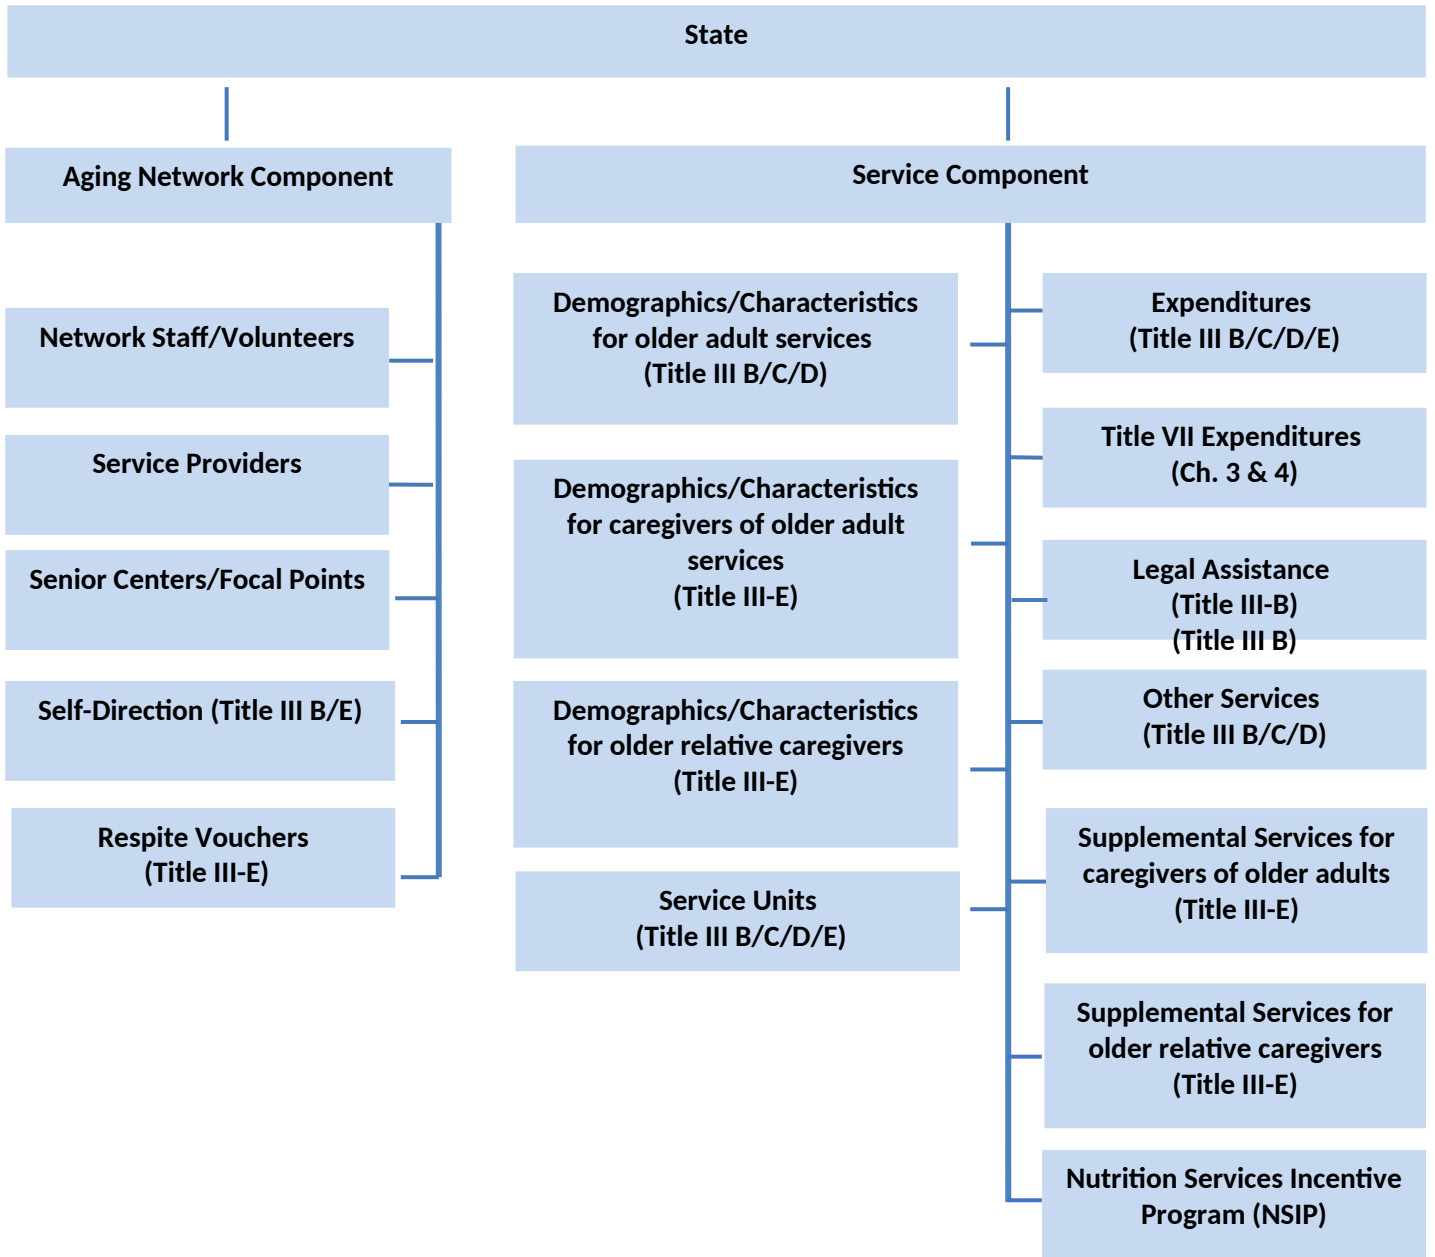 State
Aging Network Component
Network Staff/Volunteers
Service Providers
Senior Centers/Focal Points
Self-Direction (Title III B/E)
Respite Vouchers
(Title III-E)
Service Component
Demographics/Characteristics
for older adult services
(Title III B/C/D)
Demographics/Characteristics
for caregivers of older adult
services
(Title III-E)
Demographics/Characteristics
for older relative caregivers
(Title III-E)
Service Units
(Title III B/C/D/E)
Expenditures
(Title III B/C/D/E)
Title VII Expenditures
(Ch. 3 & 4)
Legal Assistance
(Title III-B)
(Title III B)
Other Services
(Title III B/C/D)
Supplemental Services for
caregivers of older adults
(Title III-E)
Supplemental Services for
older relative caregivers
(Title III-E)
Nutrition Services Incentive
Program (NSIP)